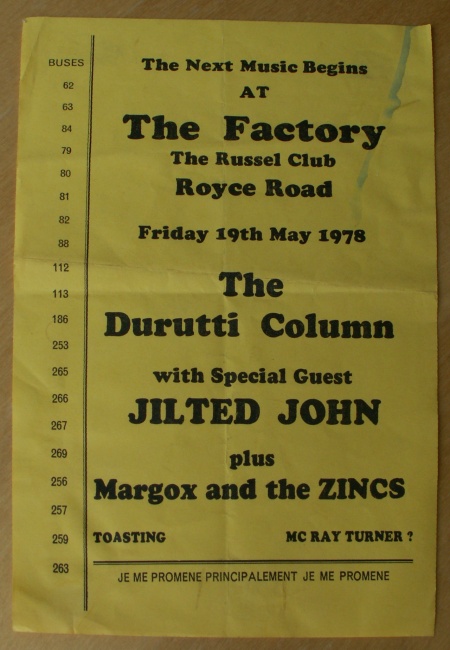 BUSES
62
63
84
79
80
81
82
88
112
113
186
253
265
266
267
269
256
257
259
263
The Next Music Begins
AT
The Factory
The Russel Club
Royce Road
Friday 19th May 1978
The
Durutti Column
with Special Guest
JILTED JOHN
plus
Margox and the ZINCS
TOASTING MC RAY TURNER ?
JE ME PROMENE PRINCIPALEMENT JE ME PROMENE